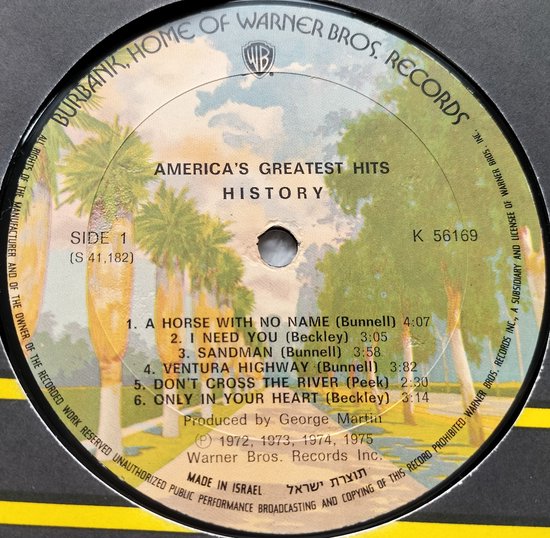 BURBANK, HOME OF WARNER BROS. RECORDS
WB
AMERICA'S GREATEST HITS
HISTORY
SIDE 1
K 56169
(S 41,182)
1. A HORSE WITH NO NAME (Bunnell) 4:07
2. I NEED YOU (Beckley) 3:05
3. SANDMAN (Bunnell) 3:58
4. VENTURA HIGHWAY (Bunnell) 3:82
5. DON'T CROSS THE RIVER (Peek) 2:30
6. ONLY IN YOUR HEART (Beckley) 3:14
Produced by George Martin
Ⓟ 1972, 1973, 1974, 1975
Warner Bros. Records Inc.
MADE IN ISRAEL תוצרת ישראל
ALL RIGHTS OF THE MANUFACTURER AND OF THE OWNER OF THE RECORDED WORK RESERVED UNAUTHORIZED PUBLIC PERFORMANCE BROADCASTING AND COPYING OF THIS RECORD PROHIBITED WARNER BROS. RECORDS INC., A SUBSIDIARY AND LICENSEE OF WARNER BROS. INC.